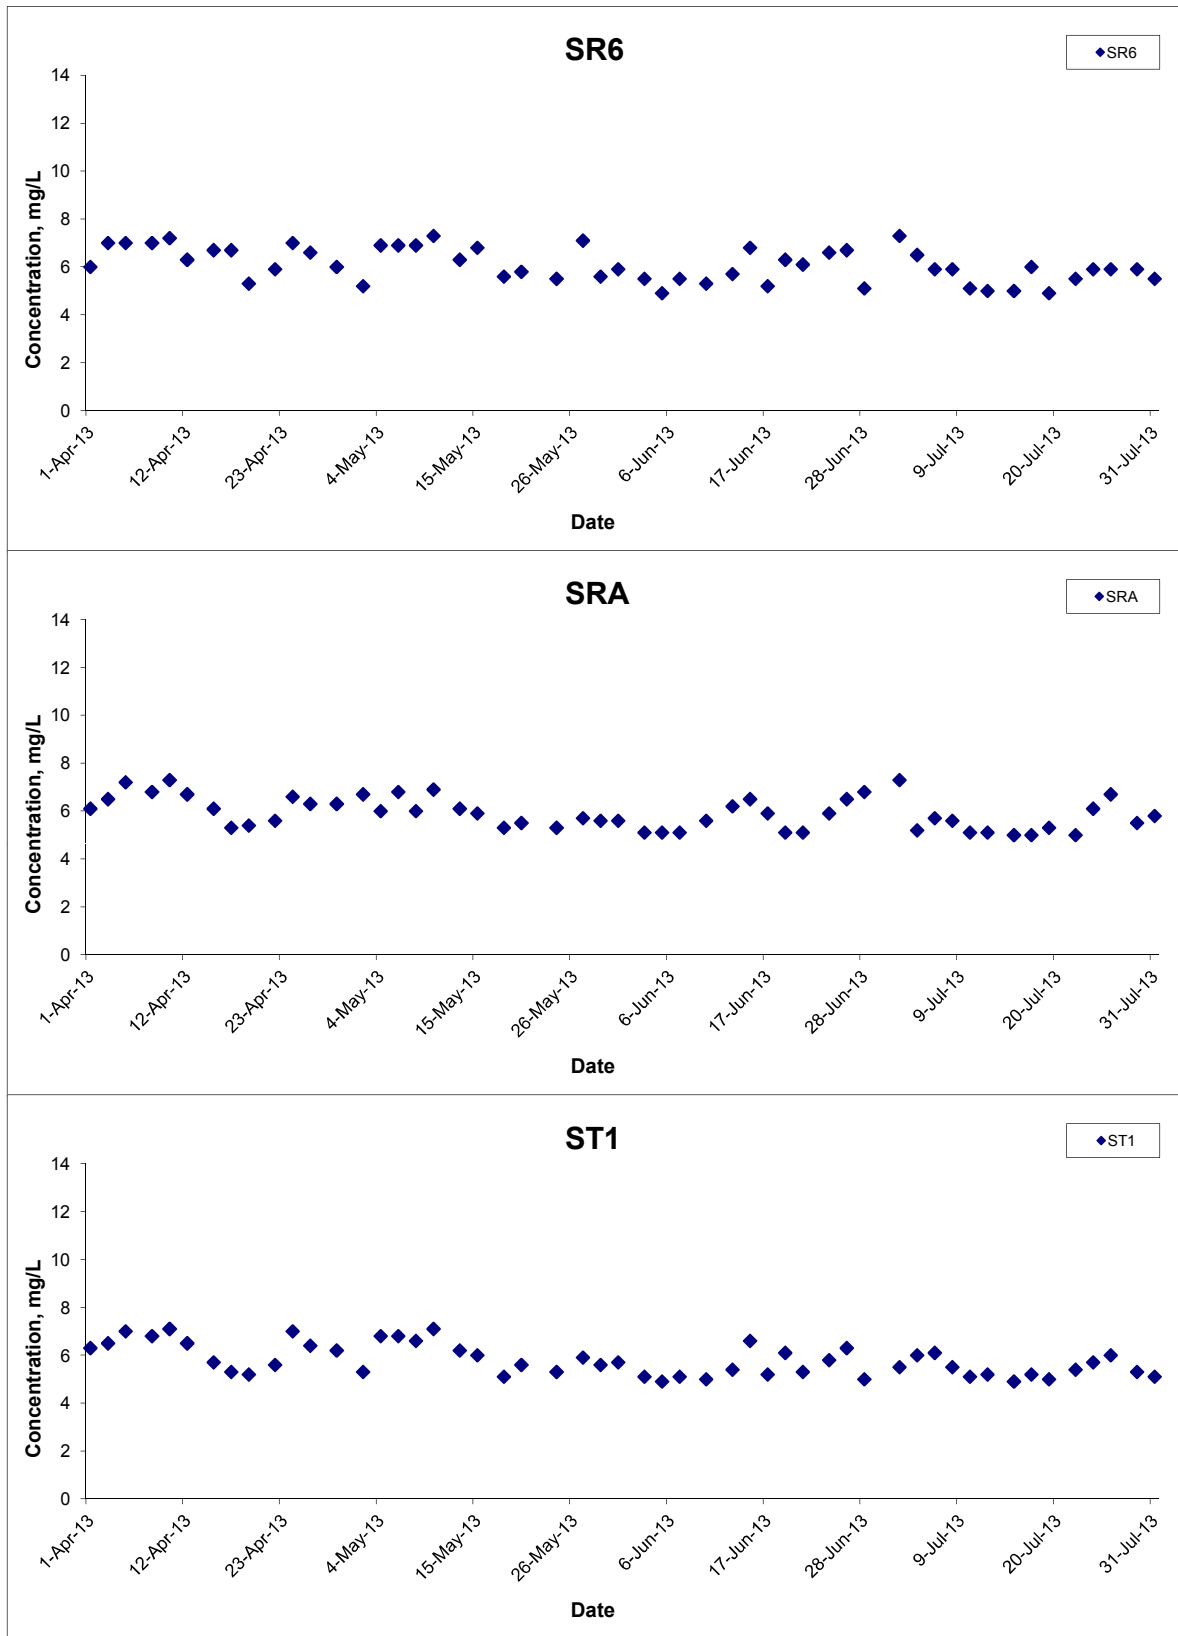 SR6
SR6
14
12
10
8
6
4
2
0
Concentration, mg/L
1-Apr-13
12-Apr-13
23-Apr-13
4-May-13
15-May-13
26-May-13
6-Jun-13
17-Jun-13
28-Jun-13
9-Jul-13
20-Jul-13
31-Jul-13
Date
SRA
SRA
14
12
10
8
6
4
2
0
Concentration, mg/L
1-Apr-13
12-Apr-13
23-Apr-13
4-May-13
15-May-13
26-May-13
6-Jun-13
17-Jun-13
28-Jun-13
9-Jul-13
20-Jul-13
31-Jul-13
Date
ST1
ST1
14
12
10
8
6
4
2
0
Concentration, mg/L
1-Apr-13
12-Apr-13
23-Apr-13
4-May-13
15-May-13
26-May-13
6-Jun-13
17-Jun-13
28-Jun-13
9-Jul-13
20-Jul-13
31-Jul-13
Date